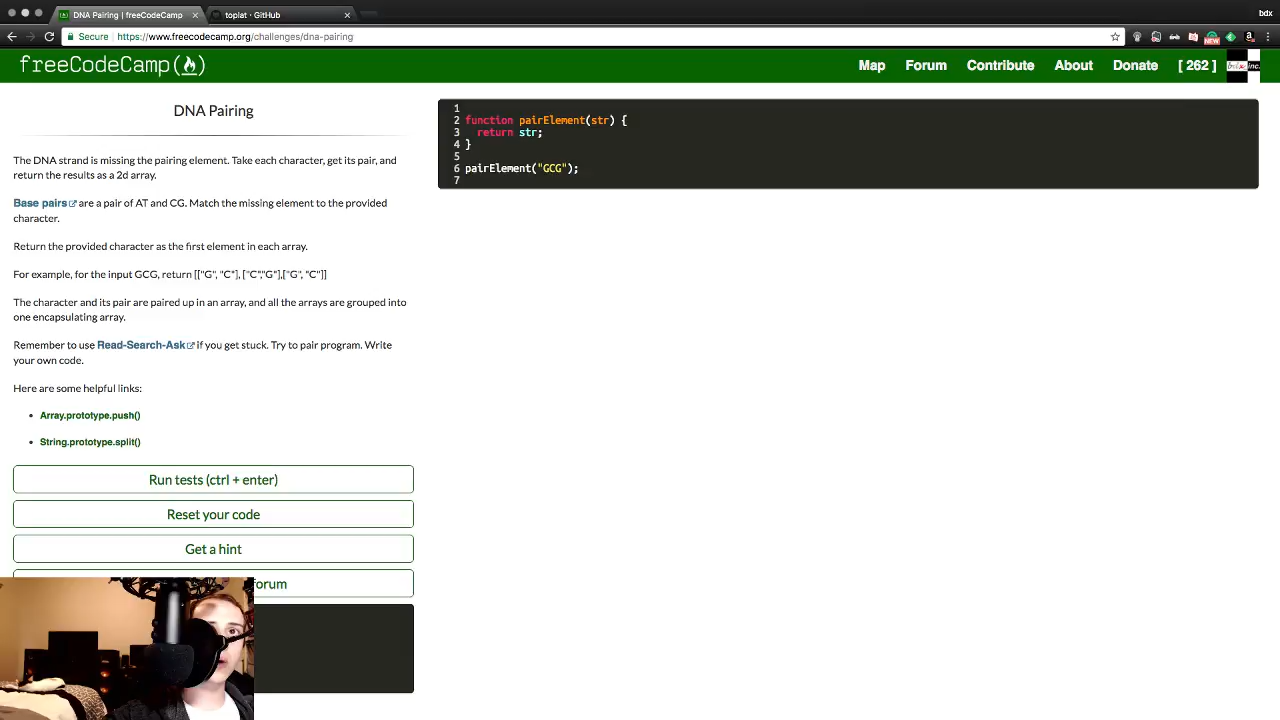 DNA Pairing | freeCodeCamp
toplat · GitHub
bdx
Secure
https://www.freecodecamp.org/challenges/dna-pairing
NEW
freeCodeCamp
Map
Forum
Contribute
About
Donate
[ 262 ]
inc.
DNA Pairing
The DNA strand is missing the pairing element. Take each character, get its pair, and
return the results as a 2d array.
Base pairs are a pair of AT and CG. Match the missing element to the provided
character.
Return the provided character as the first element in each array.
For example, for the input GCG, return [["G", "C"], ["C","G"],["G", "C"]]
The character and its pair are paired up in an array, and all the arrays are grouped into
one encapsulating array.
Remember to use Read-Search-Ask if you get stuck. Try to pair program. Write
your own code.
Here are some helpful links:
• Array.prototype.push()
• String.prototype.split()
Run tests (ctrl + enter)
Reset your code
Get a hint
forum
1
2 function pairElement(str) {
3 return str;
4 }
5
6 pairElement("GCG");
7